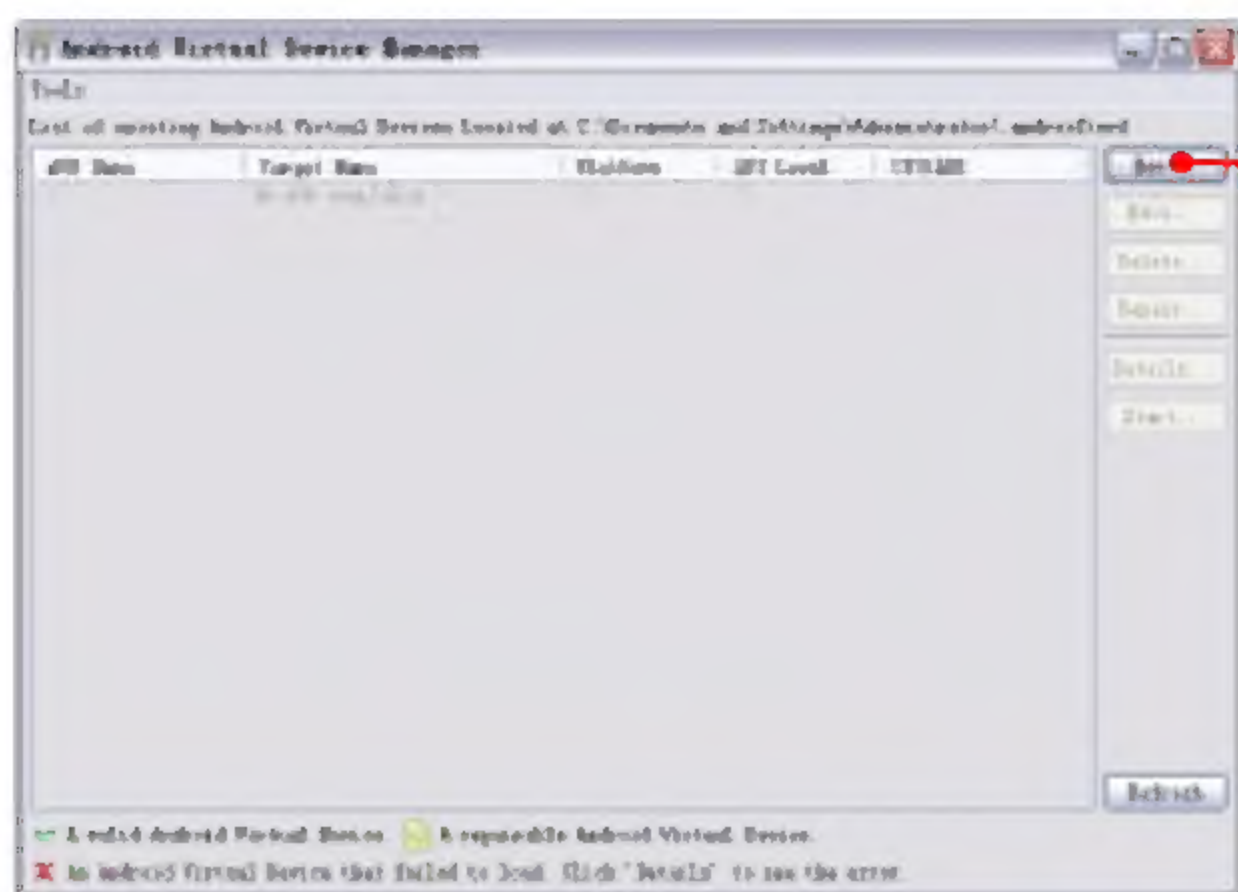 Android Virtual Device Manager
Tools
List of existing Android Virtual Devices located at C:\Documents and Settings\Administrator\.android\avd
AVD Name Target Name Platform API Level CPU/ABI
New...
Delete...
Repair...
Details...
Start...
Refresh
A valid Android Virtual Device. A repairable Android Virtual Device.
An Android Virtual Device that failed to load. Click 'Details' to see the error.